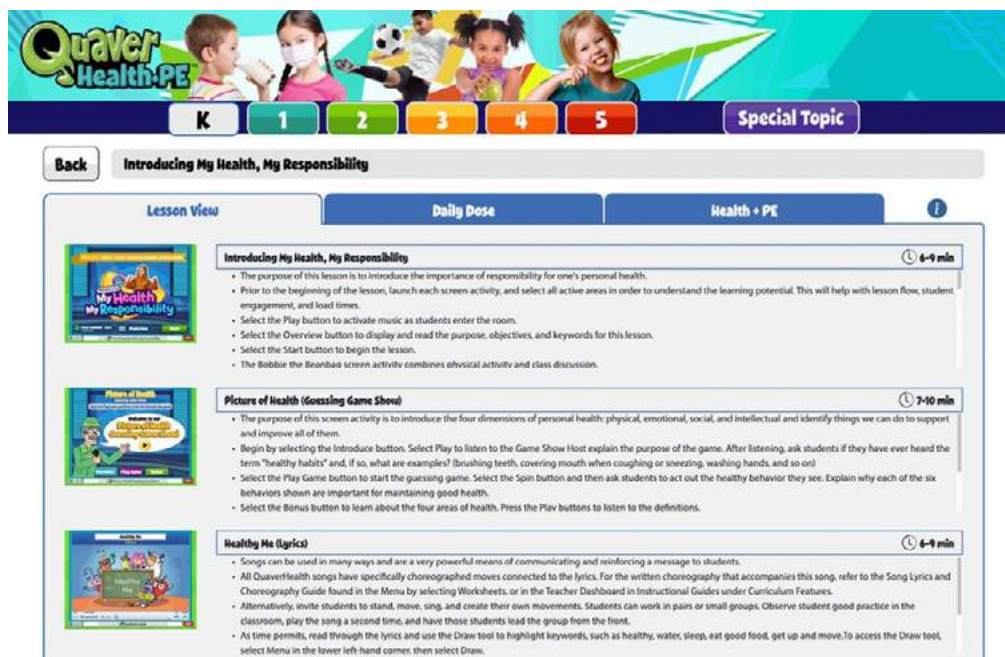 Quaver
Health•PE
K 1 2 3 4 5 Special Topic
Back Introducing My Health, My Responsibility
Lesson View Daily Dose Health + PE i
My Health
My Responsibility
Introducing My Health, My Responsibility 6-9 min
• The purpose of this lesson is to introduce the importance of responsibility for one's personal health.
• Prior to the beginning of the lesson, launch each screen activity, and select all active areas in order to understand the learning potential. This will help with lesson flow, student
engagement, and load times.
• Select the Play button to activate music as students enter the room.
• Select the Overview button to display and read the purpose, objectives, and keywords for this lesson.
• Select the Start button to begin the lesson.
• The Bobbie the Beanbag screen activity combines physical activity and class discussion.
Picture of Health
Picture of Health
Guessing Game Show!
Picture of Health (Guessing Game Show) 7-10 min
• The purpose of this screen activity is to introduce the four dimensions of personal health: physical, emotional, social, and intellectual and identify things we can do to support
and improve all of them.
• Begin by selecting the Introduce button. Select Play to listen to the Game Show Host explain the purpose of the game. After listening, ask students if they have ever heard the
term "healthy habits" and, if so, what are examples? (brushing teeth, covering mouth when coughing or sneezing, washing hands, and so on)
• Select the Play Game button to start the guessing game. Select the Spin button and then ask students to act out the healthy behavior they see. Explain why each of the six
behaviors shown are important for maintaining good health.
• Select the Bonus button to learn about the four areas of health. Press the Play buttons to listen to the definitions.
Healthy Me
Healthy
Me
Healthy Me (Lyrics) 6-9 min
• Songs can be used in many ways and are a very powerful means of communicating and reinforcing a message to students.
• All QuaverHealth songs have specifically choreographed moves connected to the lyrics. For the written choreography that accompanies this song, refer to the Song Lyrics and
Choreography Guide found in the Menu by selecting Worksheets, or in the Teacher Dashboard in Instructional Guides under Curriculum Features.
• Alternatively, invite students to stand, move, sing, and create their own movements. Students can work in pairs or small groups. Observe student good practice in the
classroom, play the song a second time, and have those students lead the group from the front.
• As time permits, read through the lyrics and use the Draw tool to highlight keywords, such as healthy, water, sleep, eat good food, get up and move.To access the Draw tool,
select Menu in the lower left-hand corner, then select Draw.